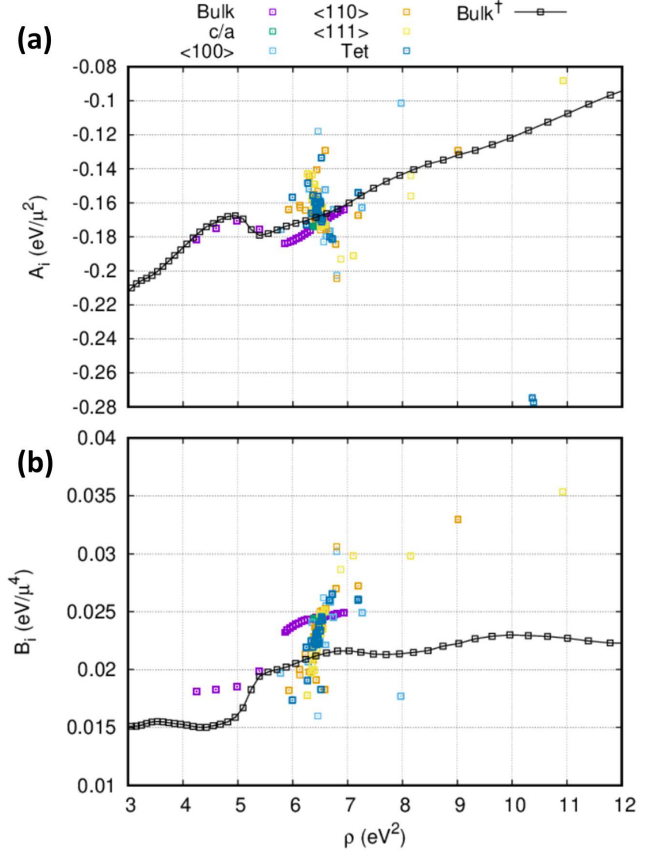 (a)
Bulk <110> Bulk†
c/a <111>
<100> Tet
-0.08
-0.1
-0.12
-0.14
-0.16
-0.18
-0.2
-0.22
-0.24
-0.26
-0.28
A_i (eV/μ²)
(b)
0.04
0.035
0.03
0.025
0.02
0.015
0.01
B_i (eV/μ⁴)
3 4 5 6 7 8 9 10 11 12
ρ (eV²)